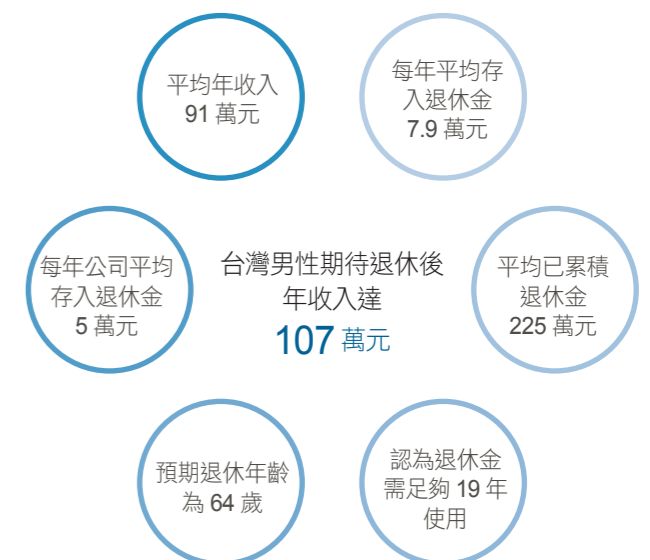 平均年收入
91 萬元
每年平均存
入退休金
7.9 萬元
每年公司平均
存入退休金
5 萬元
台灣男性期待退休後
年收入達
107 萬元
平均已累積
退休金
225 萬元
預期退休年齡
為 64 歲
認為退休金
需足夠 19 年
使用